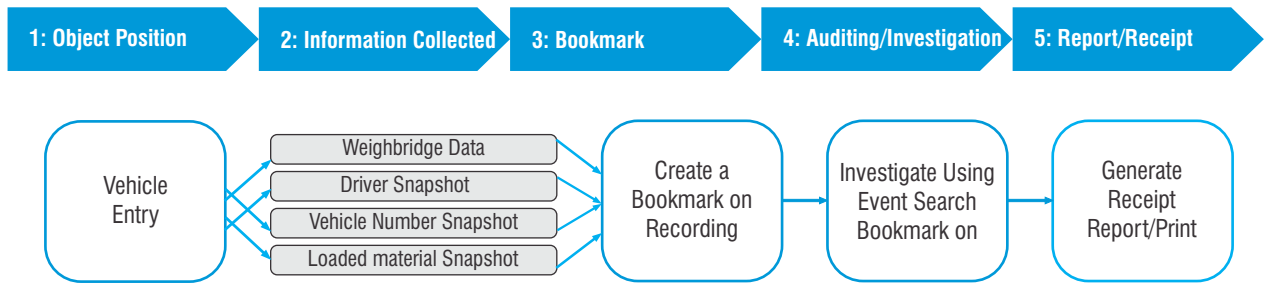 1: Object Position
2: Information Collected
3: Bookmark
4: Auditing/Investigation
5: Report/Receipt
Vehicle
Entry
Weighbridge Data
Driver Snapshot
Vehicle Number Snapshot
Loaded material Snapshot
Create a
Bookmark on
Recording
Investigate Using
Event Search
Bookmark on
Generate
Receipt
Report/Print